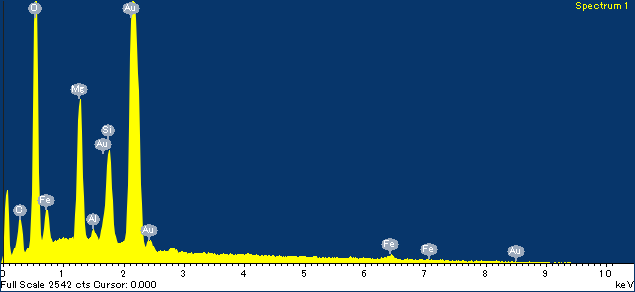 Spectrum 1
O Au
Mg
Si
Au
Fe
O Al Au
Fe Fe Au
0 1 2 3 4 5 6 7 8 9 10
Full Scale 2542 cts Cursor: 0.000 keV